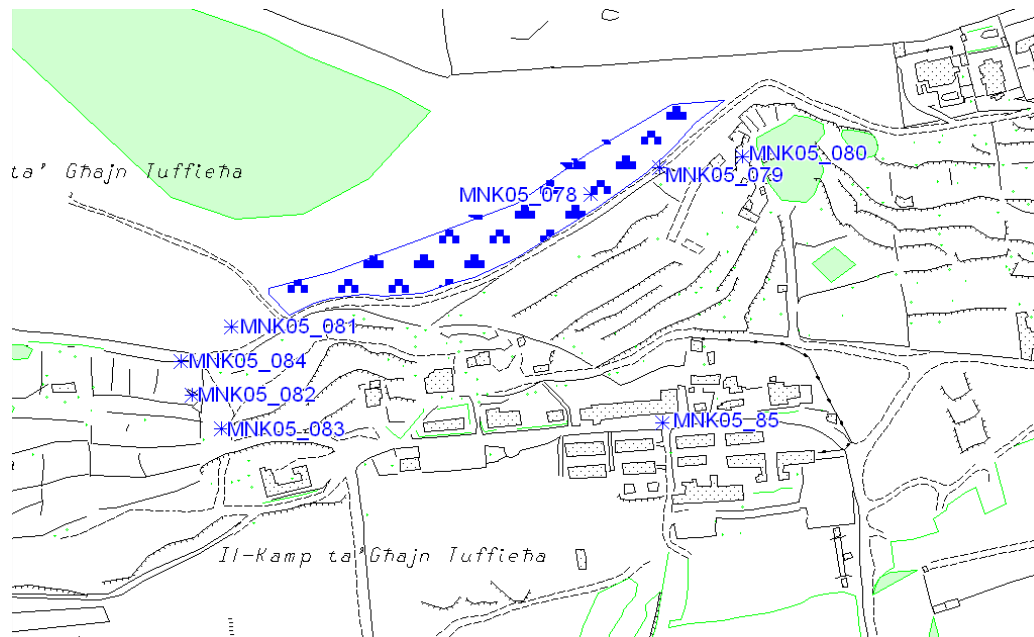 ta' Għajn Tuffieħa
MNK05_080
MNK05_079
MNK05_078
MNK05_081
MNK05_084
MNK05_082
MNK05_083
MNK05_85
a
Il-Kamp ta' Għajn Tuffieħa